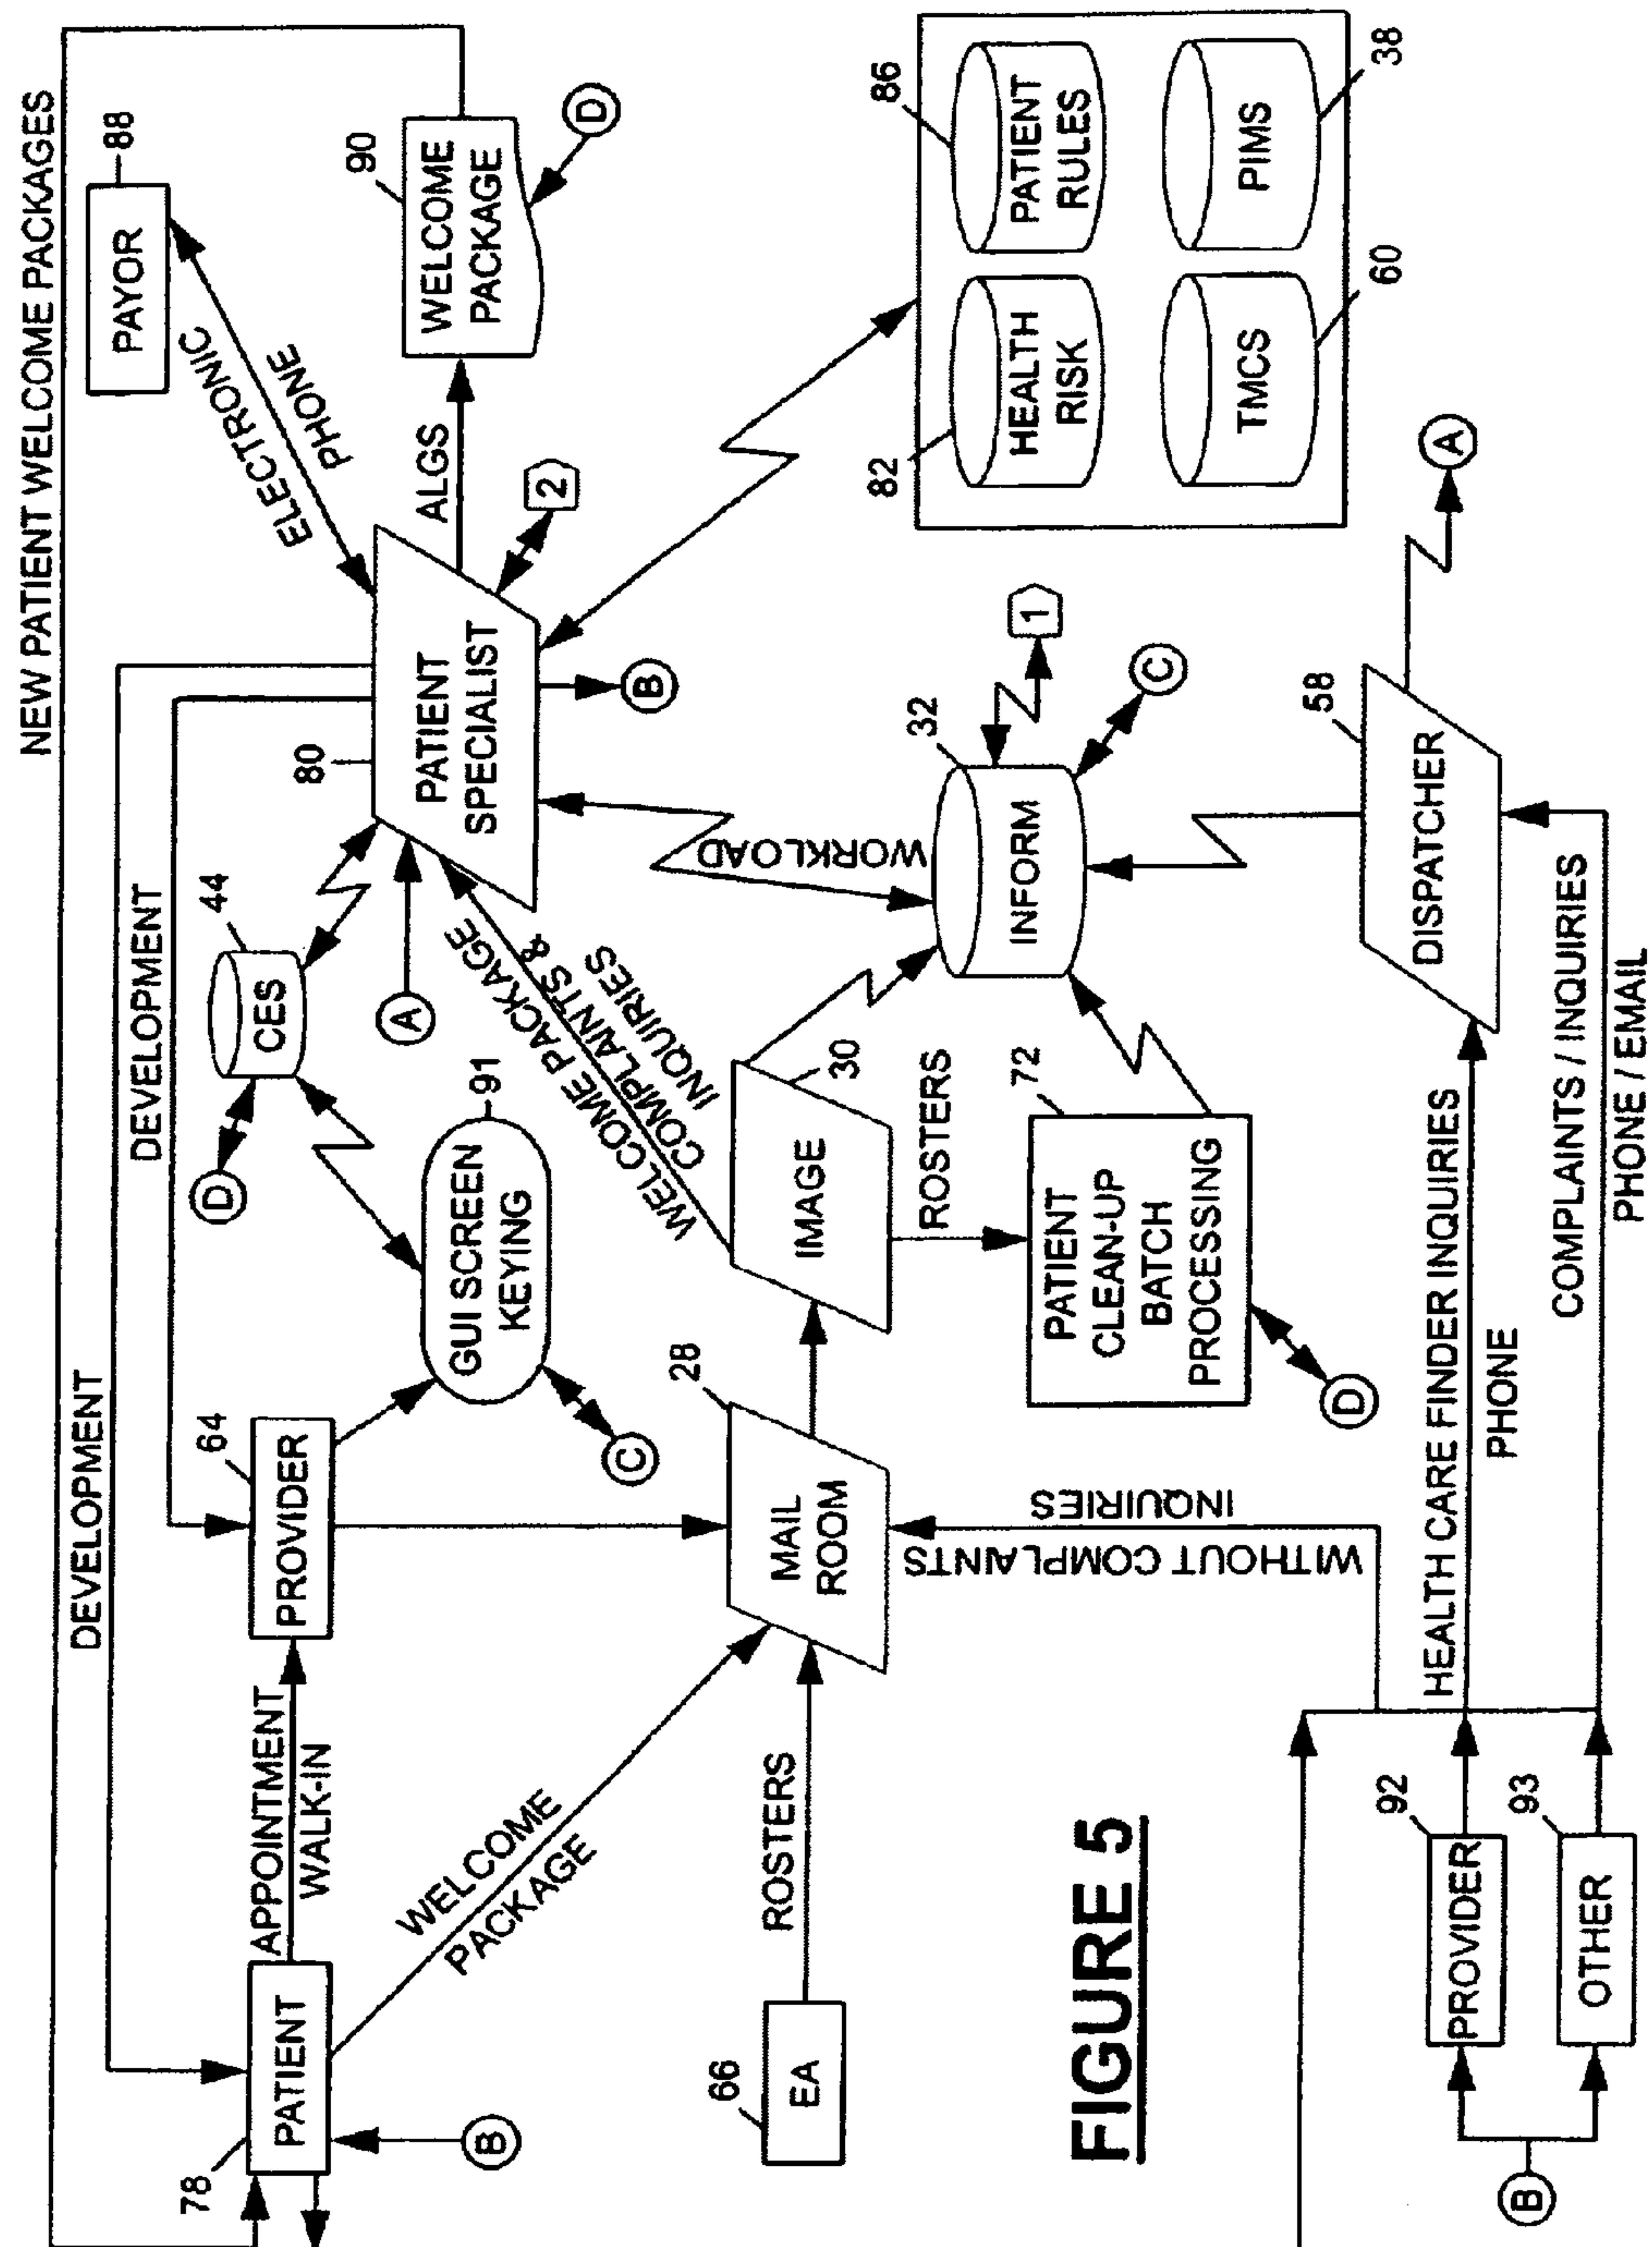 NEW PATIENT WELCOME PACKAGES
DEVELOPMENT
DEVELOPMENT
78
PATIENT
APPOINTMENT
WALK-IN
64
PROVIDER
D
44
CES
80
PATIENT
SPECIALIST
ELECTRONIC
PHONE
88
PAYOR
B
91
GUI SCREEN
KEYING
C
A
ALGS
2
90
WELCOME
PACKAGE
D
WELCOME
PACKAGE
WELCOME PACKAGE
COMPLAINTS &
INQUIRIES
B
66
EA
ROSTERS
28
MAIL
ROOM
IMAGE
30
ROSTERS
72
PATIENT
CLEAN-UP
BATCH
PROCESSING
D
WORKLOAD
32
INFORM
1
C
82
HEALTH
RISK
86
PATIENT
RULES
TMCS
60
PIMS
38
INQUIRIES
WITHOUT COMPLAINTS
58
DISPATCHER
A
B
92
PROVIDER
93
OTHER
HEALTH CARE FINDER INQUIRIES
PHONE
COMPLAINTS / INQUIRIES
PHONE / EMAIL
FIGURE 5